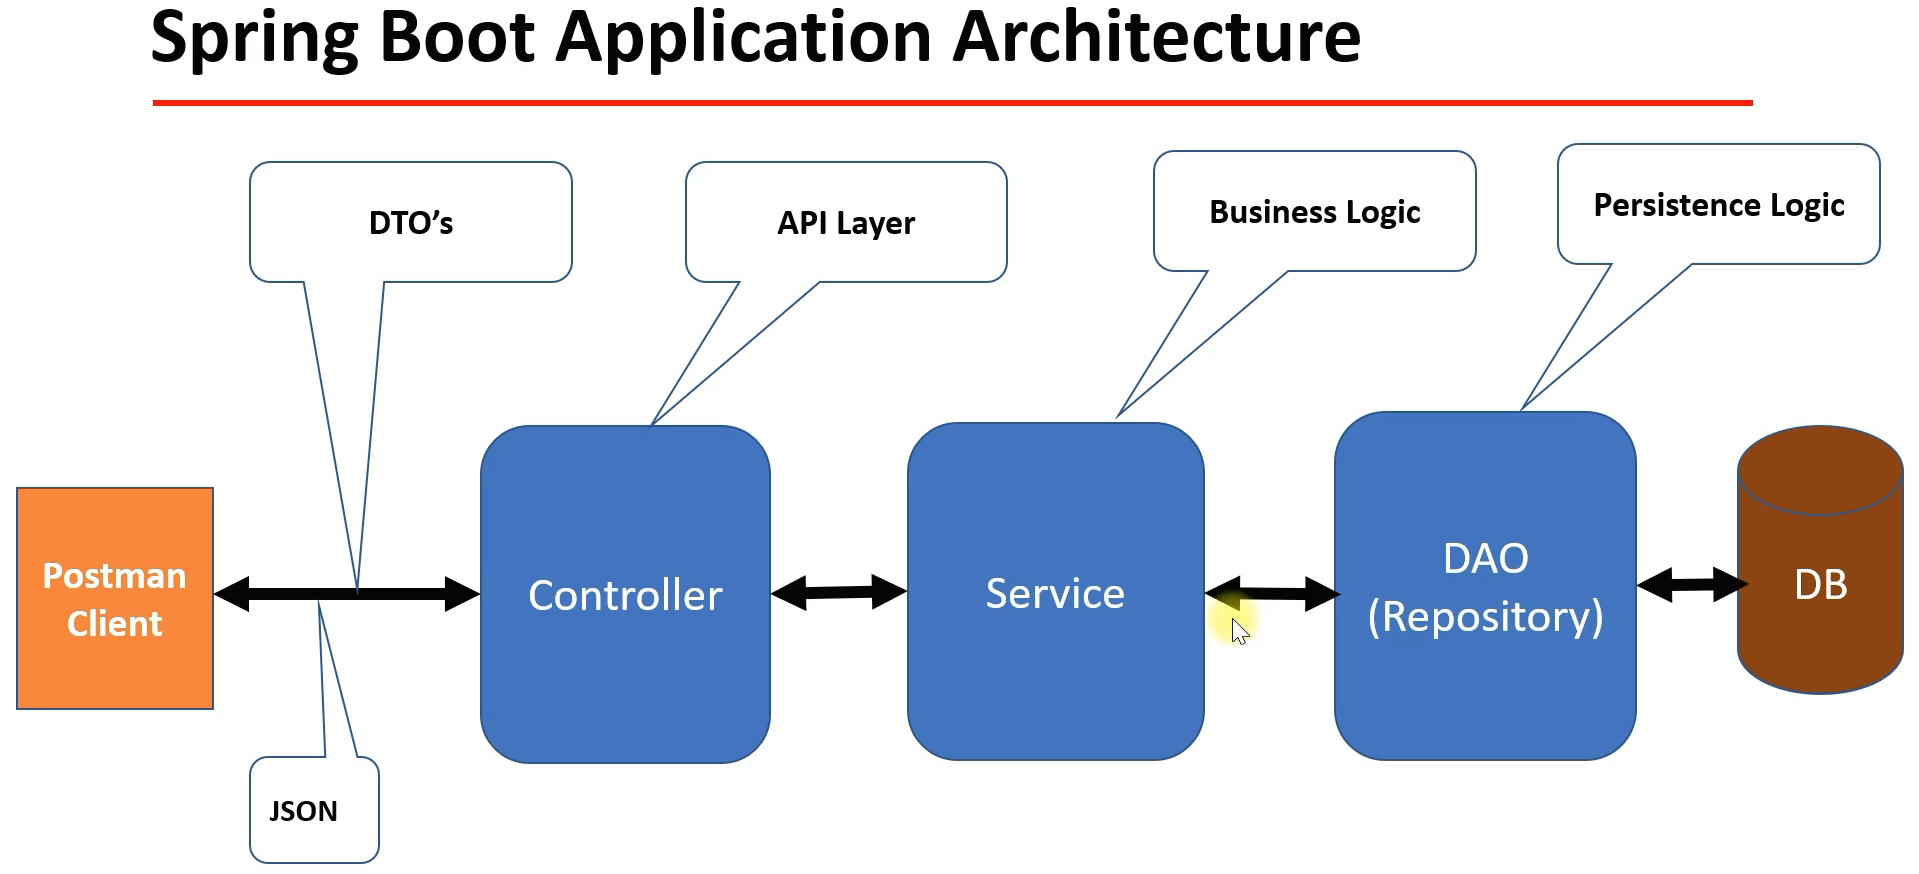 Spring Boot Application Architecture
DTO’s
API Layer
Business Logic
Persistence Logic
Postman
Client
Controller
Service
DAO
(Repository)
DB
JSON